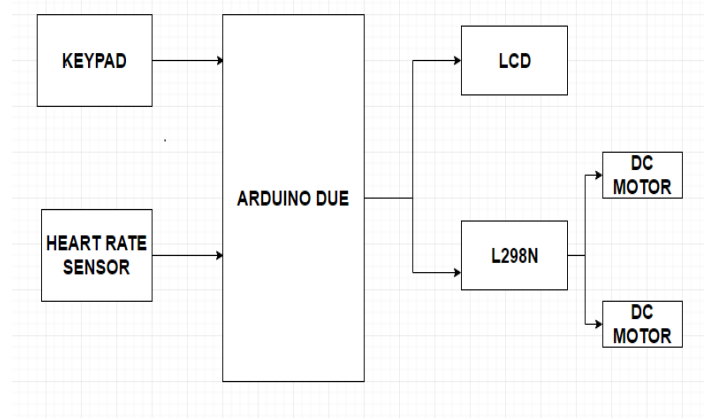 KEYPAD
LCD
DC
MOTOR
ARDUINO DUE
HEART RATE
SENSOR
L298N
DC
MOTOR